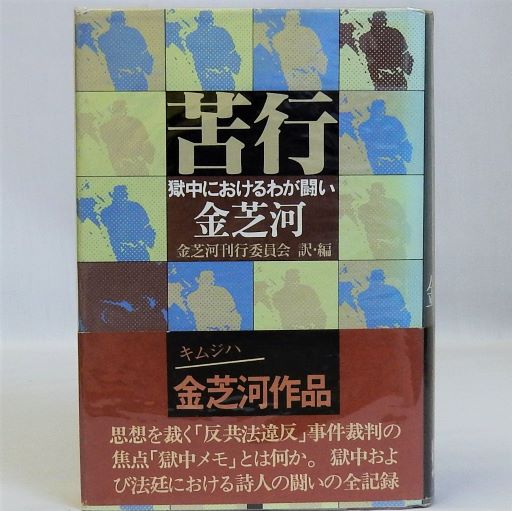 苦行
獄中におけるわが闘い
金芝河
金芝河刊行委員会 訳・編
キムジハ
金芝河作品
思想を裁く「反共法違反」事件裁判の
焦点「獄中メモ」とは何か。獄中およ
び法廷における詩人の闘いの全記録
金